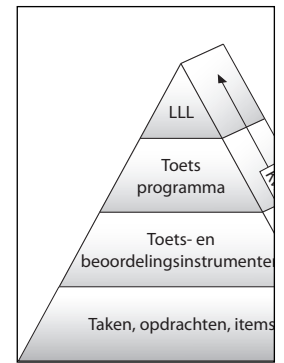 LLL
Toets
programma
Toets- en
beoordelingsinstrumenten
Taken, opdrachten, items